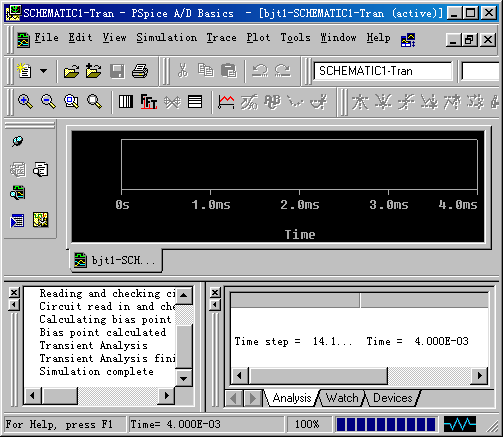 SCHEMATIC1-Tran - PSpice A/D Basics - [bjt1-SCHEMATIC1-Tran (active)]
File Edit View Simulation Trace Plot Tools Window Help
SCHEMATIC1-Tran
FFT
0s 1.0ms 2.0ms 3.0ms 4.0ms
Time
bjt1-SCH...
Reading and checking ci
Circuit read in and che
Calculating bias point
Bias point calculated
Transient Analysis
Transient Analysis fini
Simulation complete
Time step = 14.1... Time = 4.000E-03
Analysis Watch Devices
For Help, press F1 Time= 4.000E-03 100%